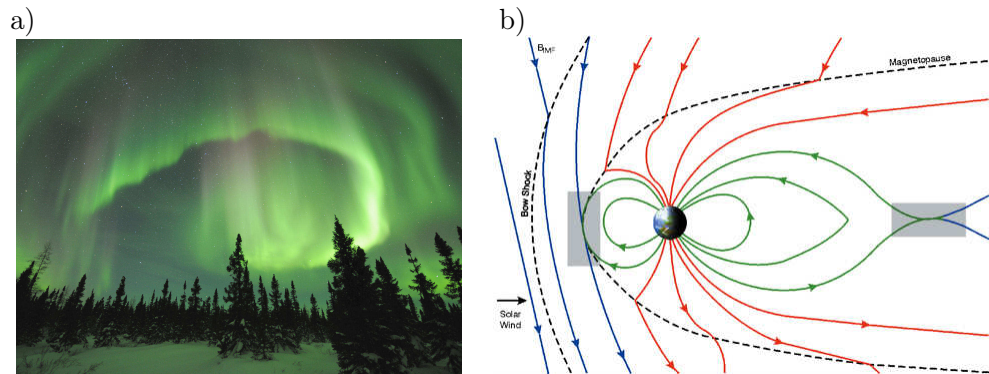 a)
b)
B_IMF
Magnetopause
Bow Shock
Solar
Wind